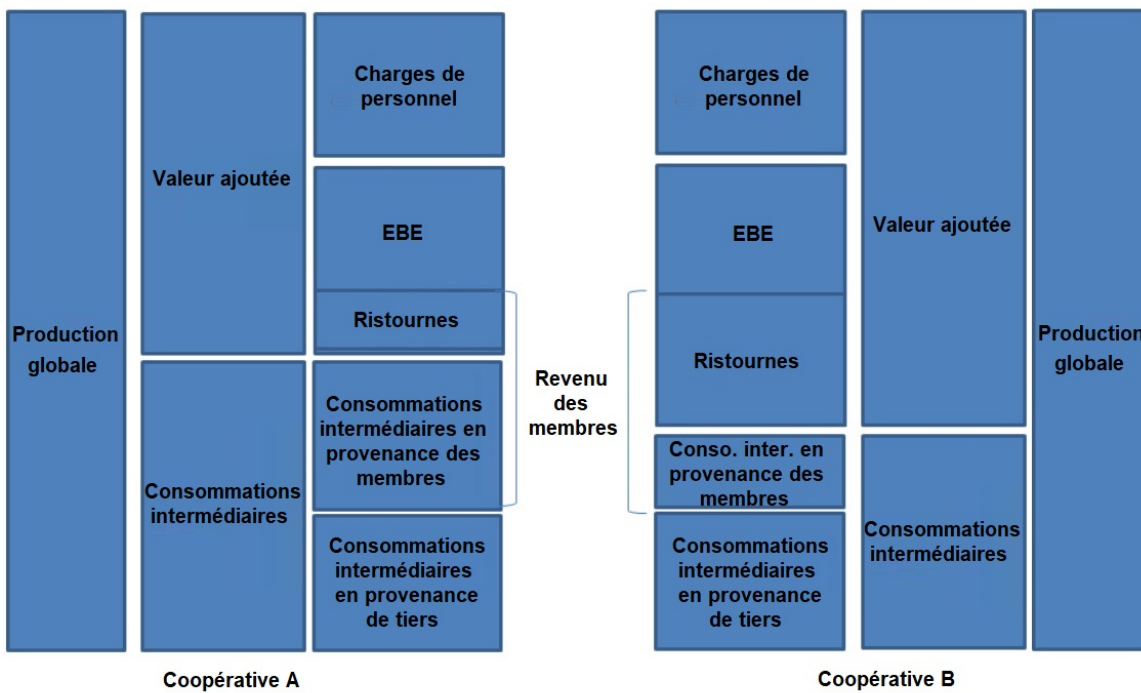 Production
globale
Valeur ajoutée
Consommations
intermédiaires
Charges de
personnel
EBE
Ristournes
Consommations
intermédiaires en
provenance des
membres
Consommations
intermédiaires
en provenance
de tiers
Coopérative A
Revenu
des
membres
Charges de
personnel
EBE
Ristournes
Conso. inter. en
provenance des
membres
Consommations
intermédiaires
en provenance
de tiers
Valeur ajoutée
Consommations
intermédiaires
Production
globale
Coopérative B